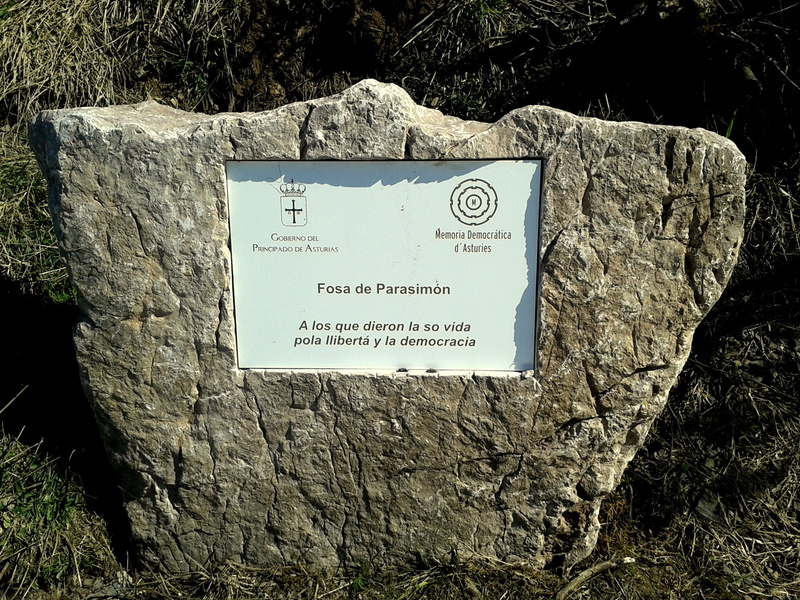 GOBIERNO DEL
PRINCIPADO DE ASTURIAS
M
Memoria Democrática
d'Asturies
Fosa de Parasimón
A los que dieron la so vida
pola llibertá y la democracia